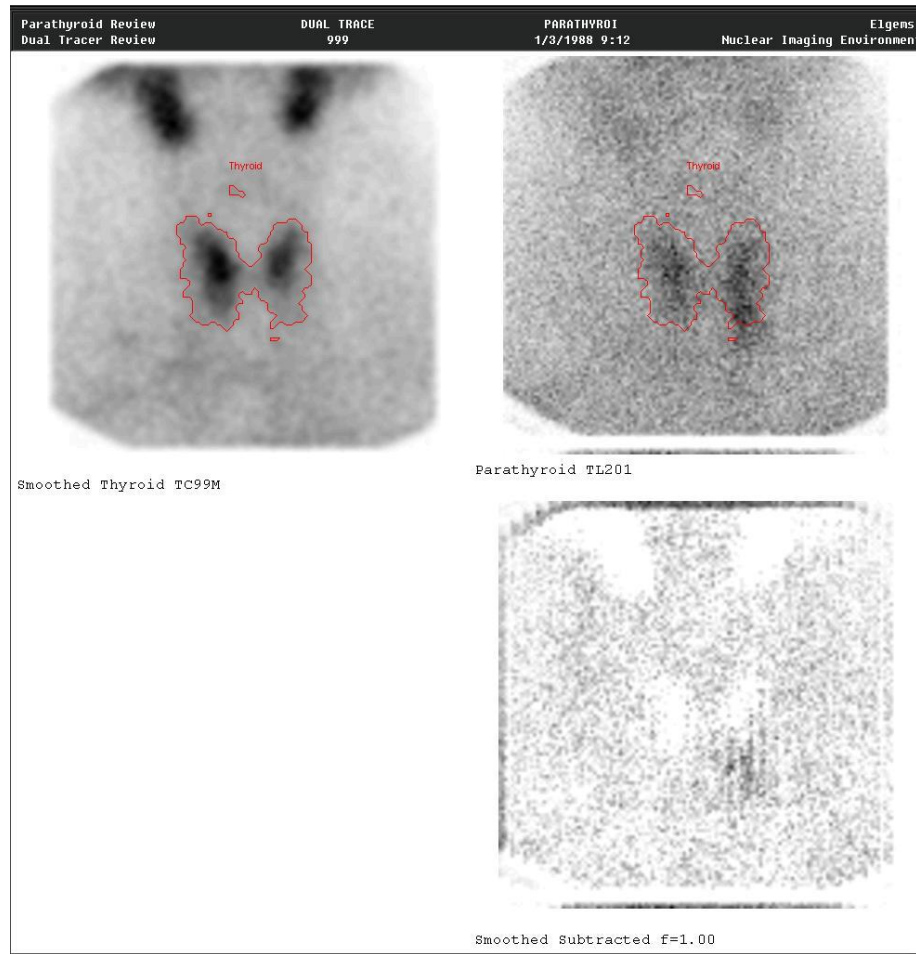 Parathyroid Review DUAL TRACE PARATHYROI Elgems
Dual Tracer Review 999 1/3/1988 9:12 Nuclear Imaging Environmen
Thyroid Thyroid
Parathyroid TL201
Smoothed Thyroid TC99M
Smoothed Subtracted f=1.00